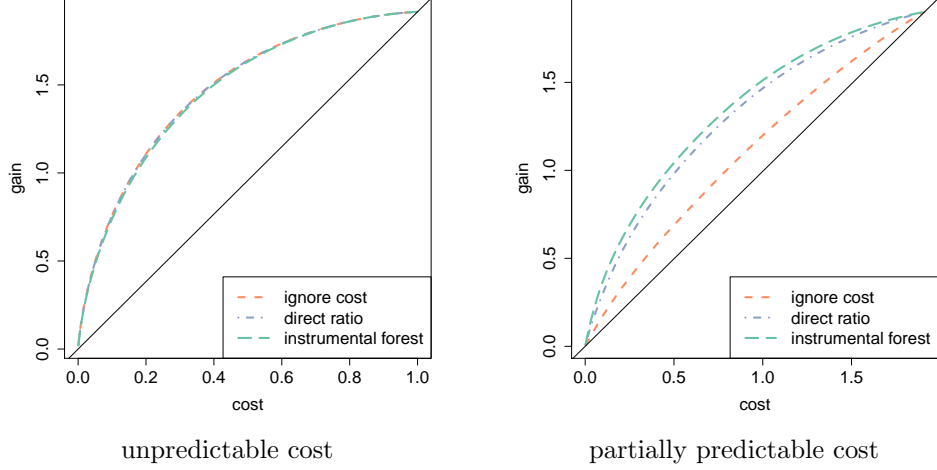 gain
1.5
1.0
0.5
0.0
0.0 0.2 0.4 0.6 0.8 1.0
cost
ignore cost
direct ratio
instrumental forest
unpredictable cost
gain
1.5
1.0
0.5
0.0
0.0 0.5 1.0 1.5
cost
ignore cost
direct ratio
instrumental forest
partially predictable cost